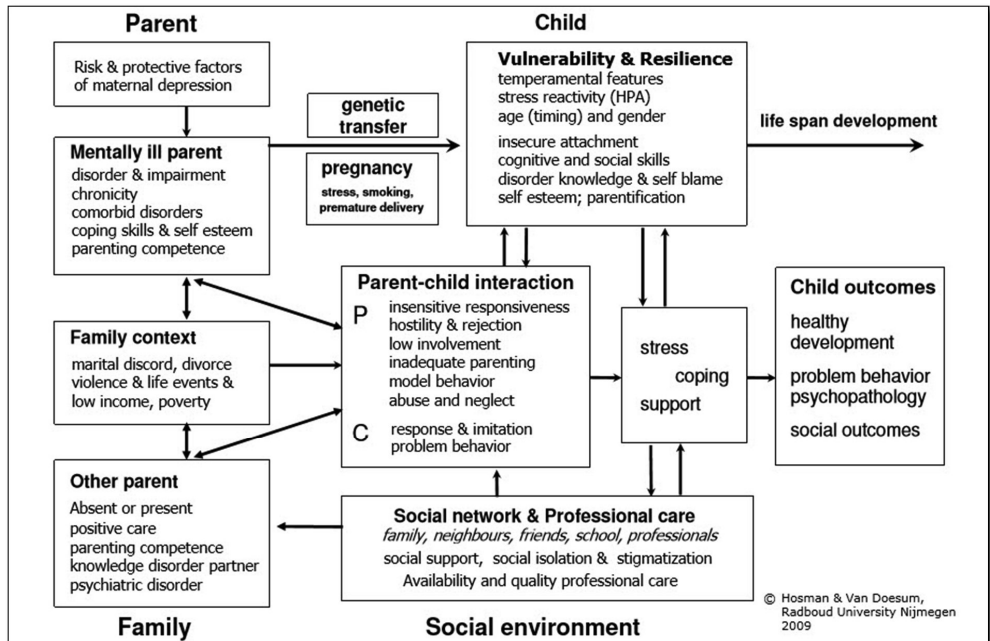 Parent
Child
Risk & protective factors
of maternal depression
Mentally ill parent
disorder & impairment
chronicity
comorbid disorders
coping skills & self esteem
parenting competence
genetic
transfer
pregnancy
stress, smoking,
premature delivery
Vulnerability & Resilience
temperamental features
stress reactivity (HPA)
age (timing) and gender
insecure attachment
cognitive and social skills
disorder knowledge & self blame
self esteem; parentification
life span development
Family context
marital discord, divorce
violence & life events &
low income, poverty
Parent-child interaction
P insensitive responsiveness
hostility & rejection
low involvement
inadequate parenting
model behavior
abuse and neglect
C response & imitation
problem behavior
stress
coping
support
Child outcomes
healthy
development
problem behavior
psychopathology
social outcomes
Other parent
Absent or present
positive care
parenting competence
knowledge disorder partner
psychiatric disorder
Social network & Professional care
family, neighbours, friends, school, professionals
social support, social isolation & stigmatization
Availability and quality professional care
Family
Social environment
© Hosman & Van Doesum,
Radboud University Nijmegen
2009